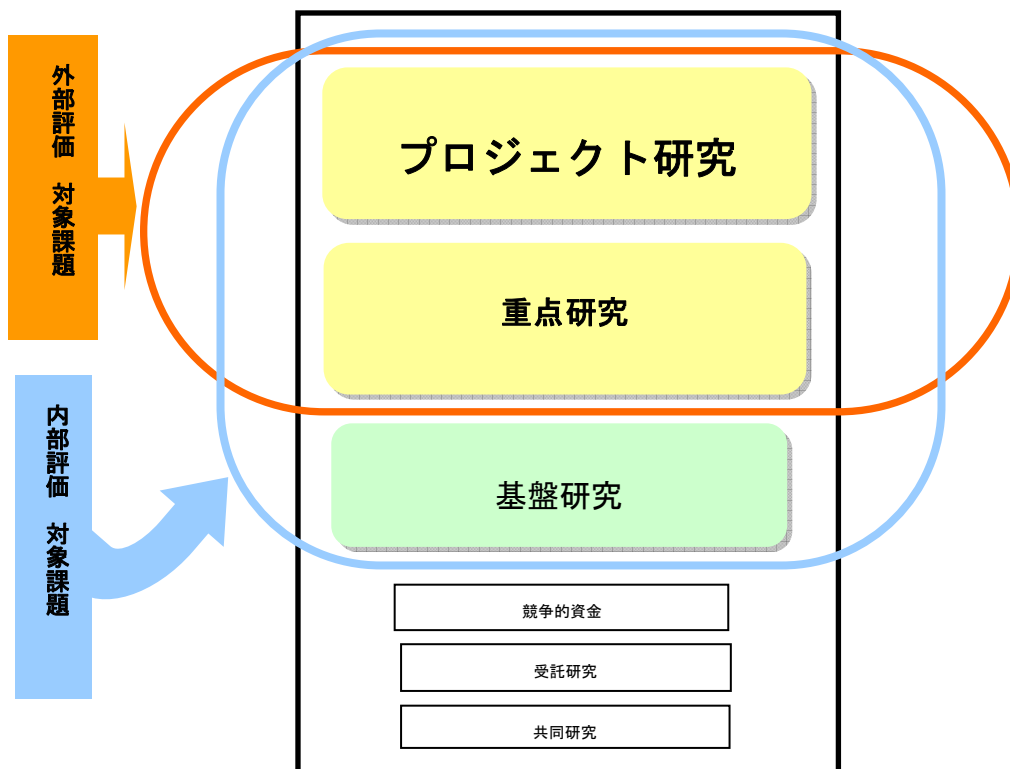 外部評価 対象課題
プロジェクト研究
重点研究
内部評価 対象課題
基盤研究
競争的資金
受託研究
共同研究